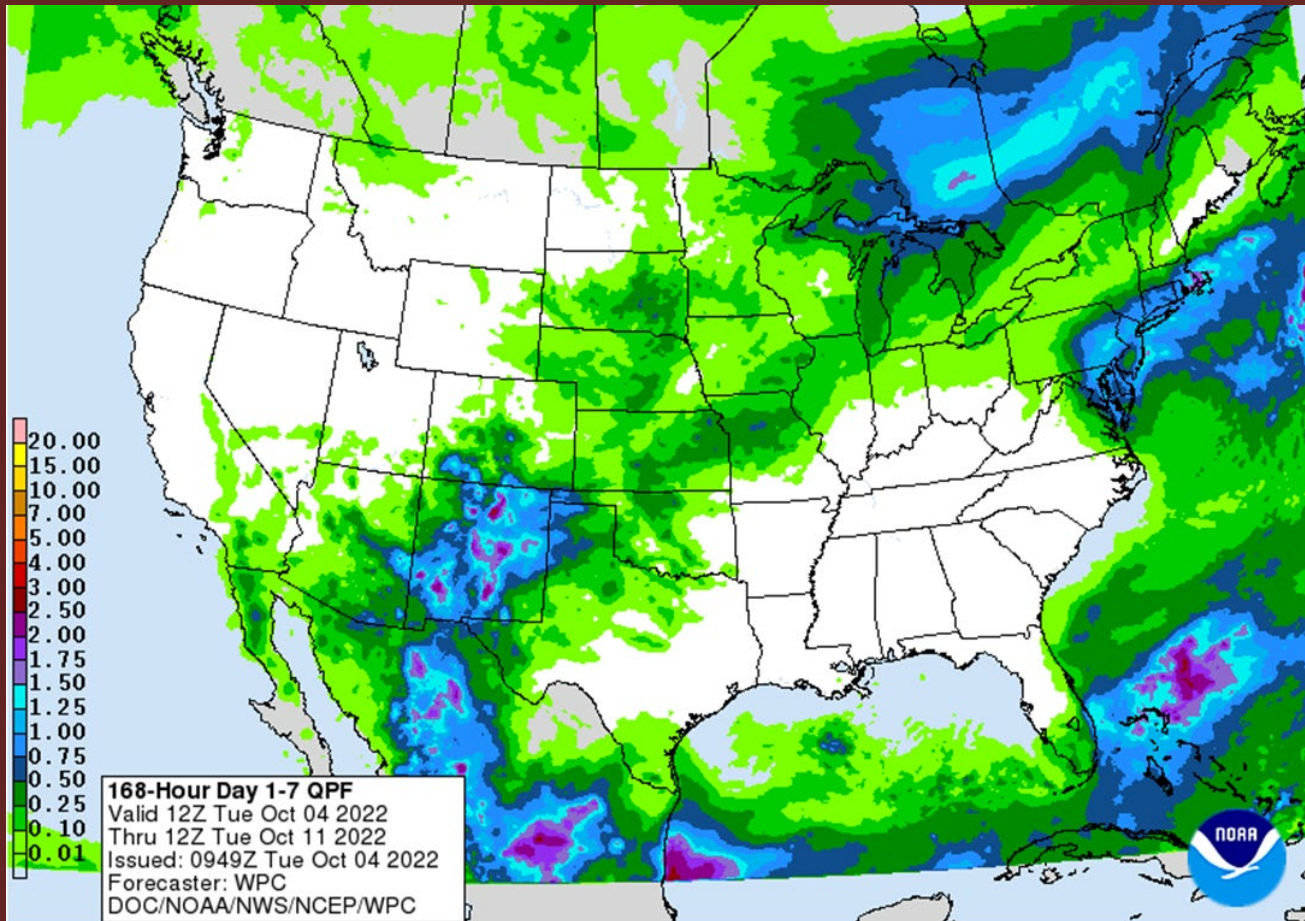 20.00
15.00
10.00
7.00
5.00
4.00
3.00
2.50
2.00
1.75
1.50
1.25
1.00
0.75
0.50
0.25
0.10
0.01
168-Hour Day 1-7 QPF
Valid 12Z Tue Oct 04 2022
Thru 12Z Tue Oct 11 2022
Issued: 0949Z Tue Oct 04 2022
Forecaster: WPC
DOC/NOAA/NWS/NCEP/WPC
NOAA